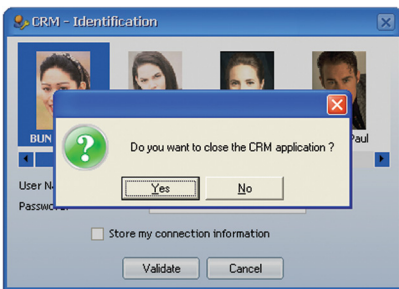 CRM - Identification
BUN
Paul
Do you want to close the CRM application ?
Yes
No
User N
Password:
Store my connection information
Validate
Cancel